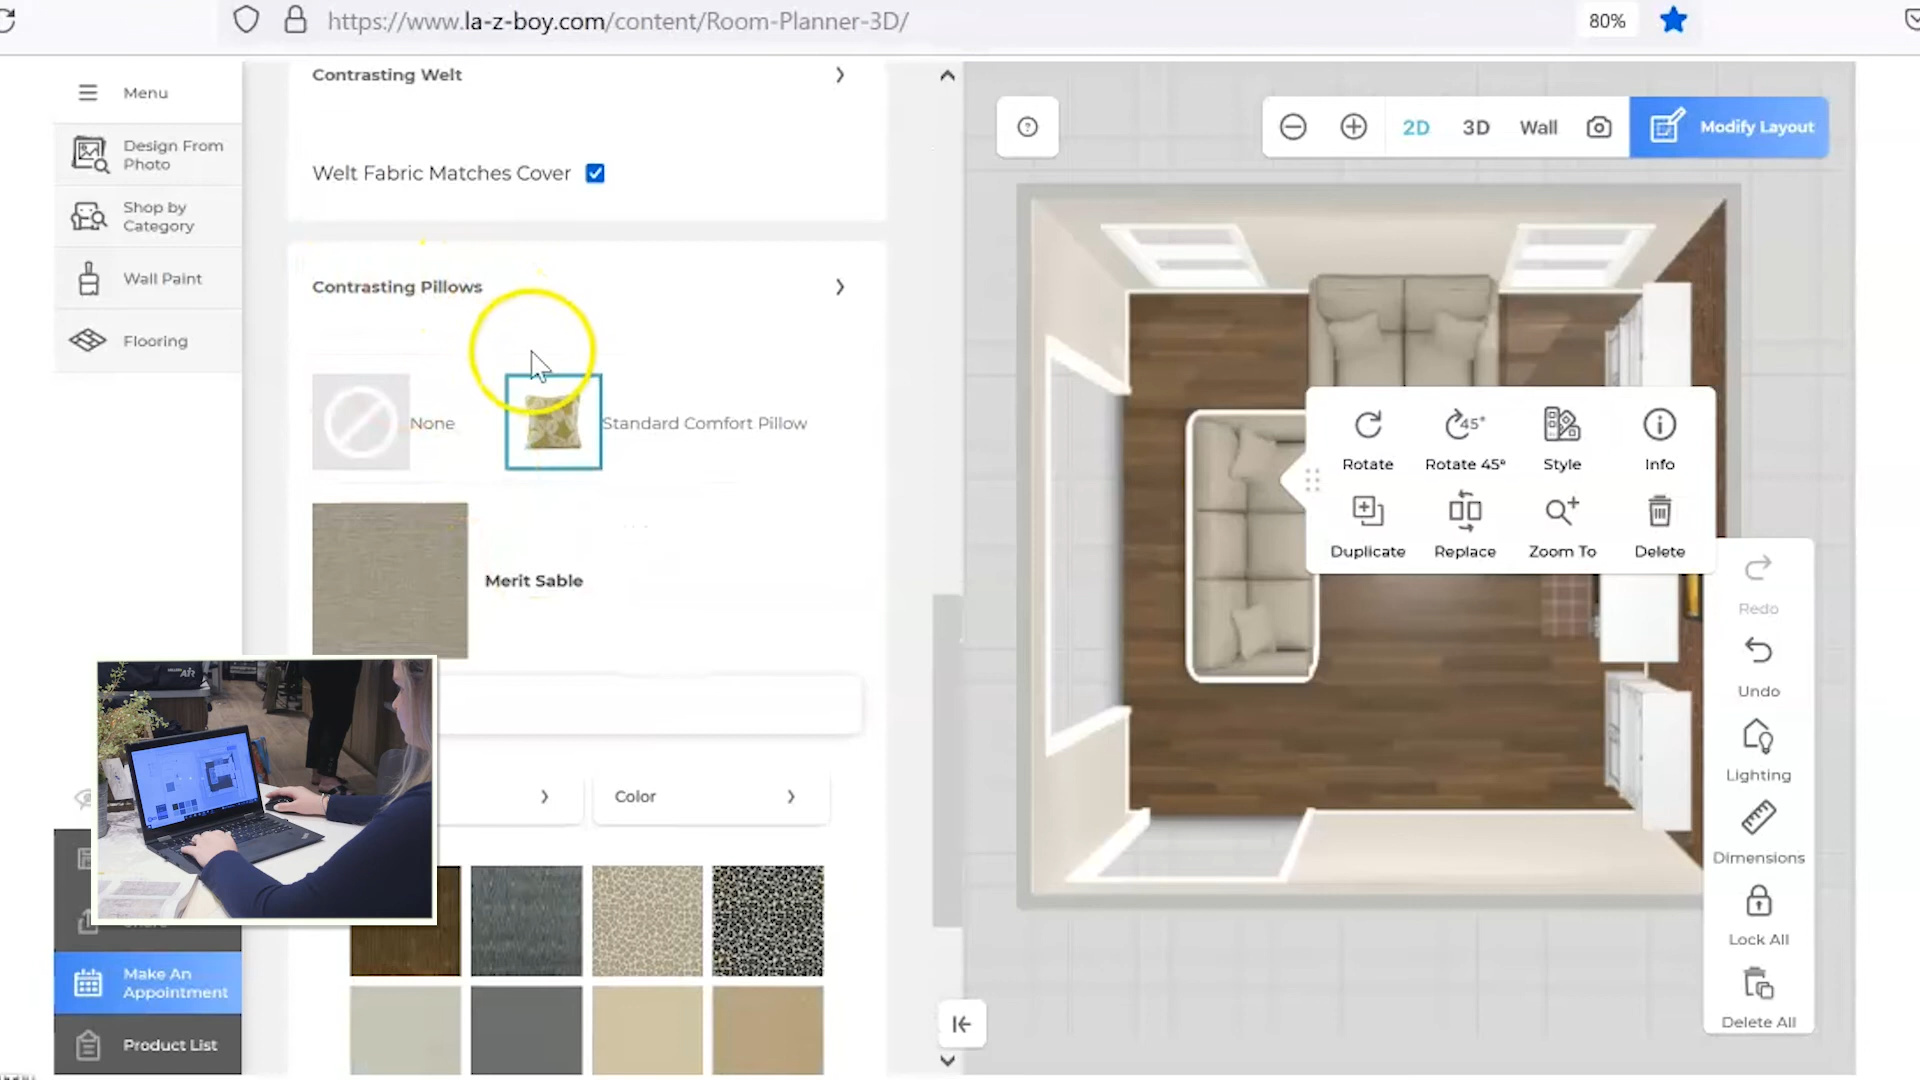 https://www.la-z-boy.com/content/Room-Planner-3D/
80%
Menu
Design From
Photo
Shop by
Category
Wall Paint
Flooring
Make An
Appointment
Product List
Contrasting Welt
Welt Fabric Matches Cover
Contrasting Pillows
None
Standard Comfort Pillow
Merit Sable
Color
2D
3D
Wall
Modify Layout
Rotate
45°
Rotate 45°
Style
Info
Duplicate
Replace
Zoom To
Delete
Redo
Undo
Lighting
Dimensions
Lock All
Delete All